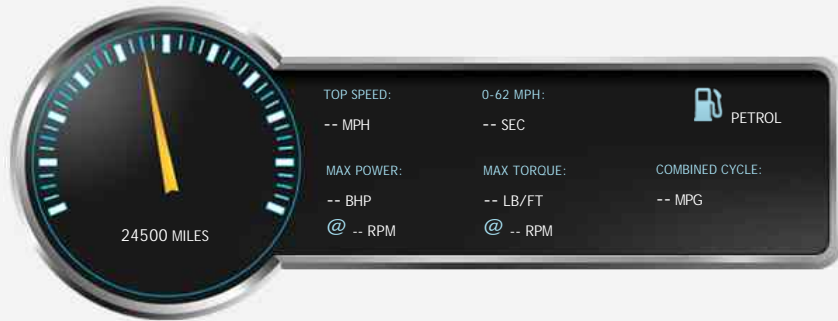 24500 MILES
TOP SPEED:
-- MPH
0-62 MPH:
-- SEC
PETROL
MAX POWER:
-- BHP
@ -- RPM
MAX TORQUE:
-- LB/FT
@ -- RPM
COMBINED CYCLE:
-- MPG